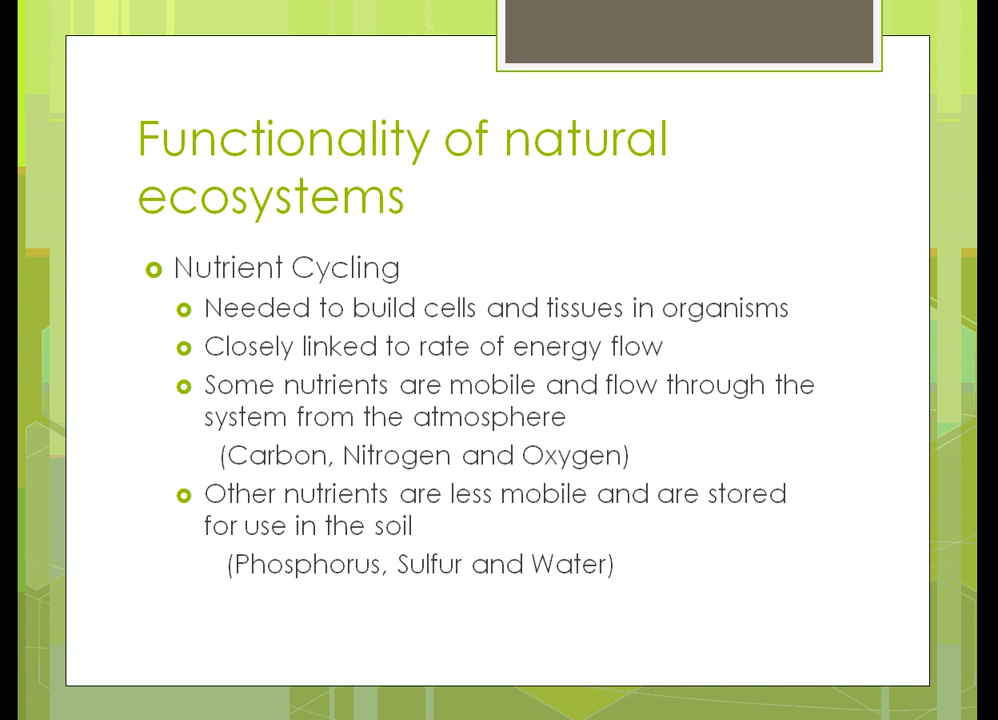 Functionality of natural
ecosystems
Nutrient Cycling
Needed to build cells and tissues in organisms
Closely linked to rate of energy flow
Some nutrients are mobile and flow through the
system from the atmosphere
(Carbon, Nitrogen and Oxygen)
Other nutrients are less mobile and are stored
for use in the soil
(Phosphorus, Sulfur and Water)